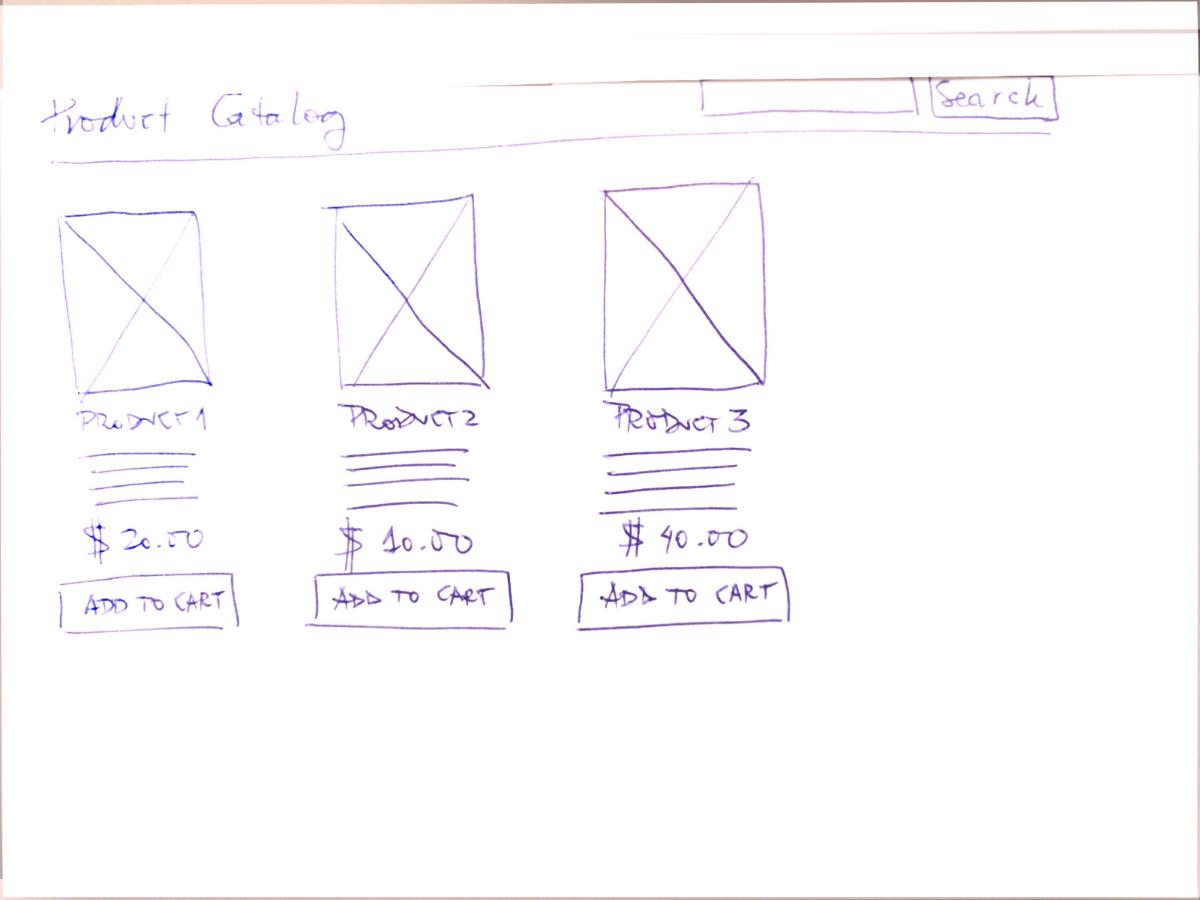 Product Catalog
Search
PRODUCT 1
PRODUCT 2
PRODUCT 3
$ 20.00
$ 10.00
$ 40.00
ADD TO CART
ADD TO CART
ADD TO CART